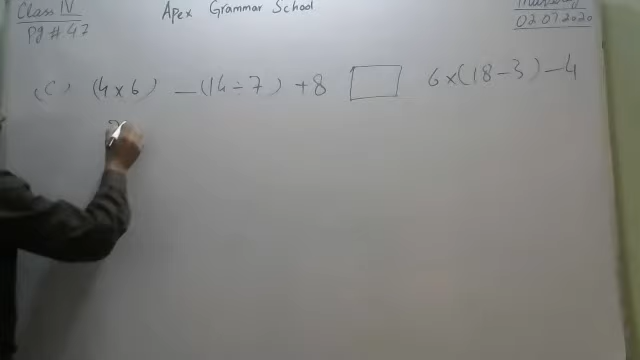 Class IV
Apex Grammar School
Thursday
Pg # 42
02 07 2020
(C) (4 x 6) — (14 ÷ 7) + 8 6 x (18 – 3) – 4